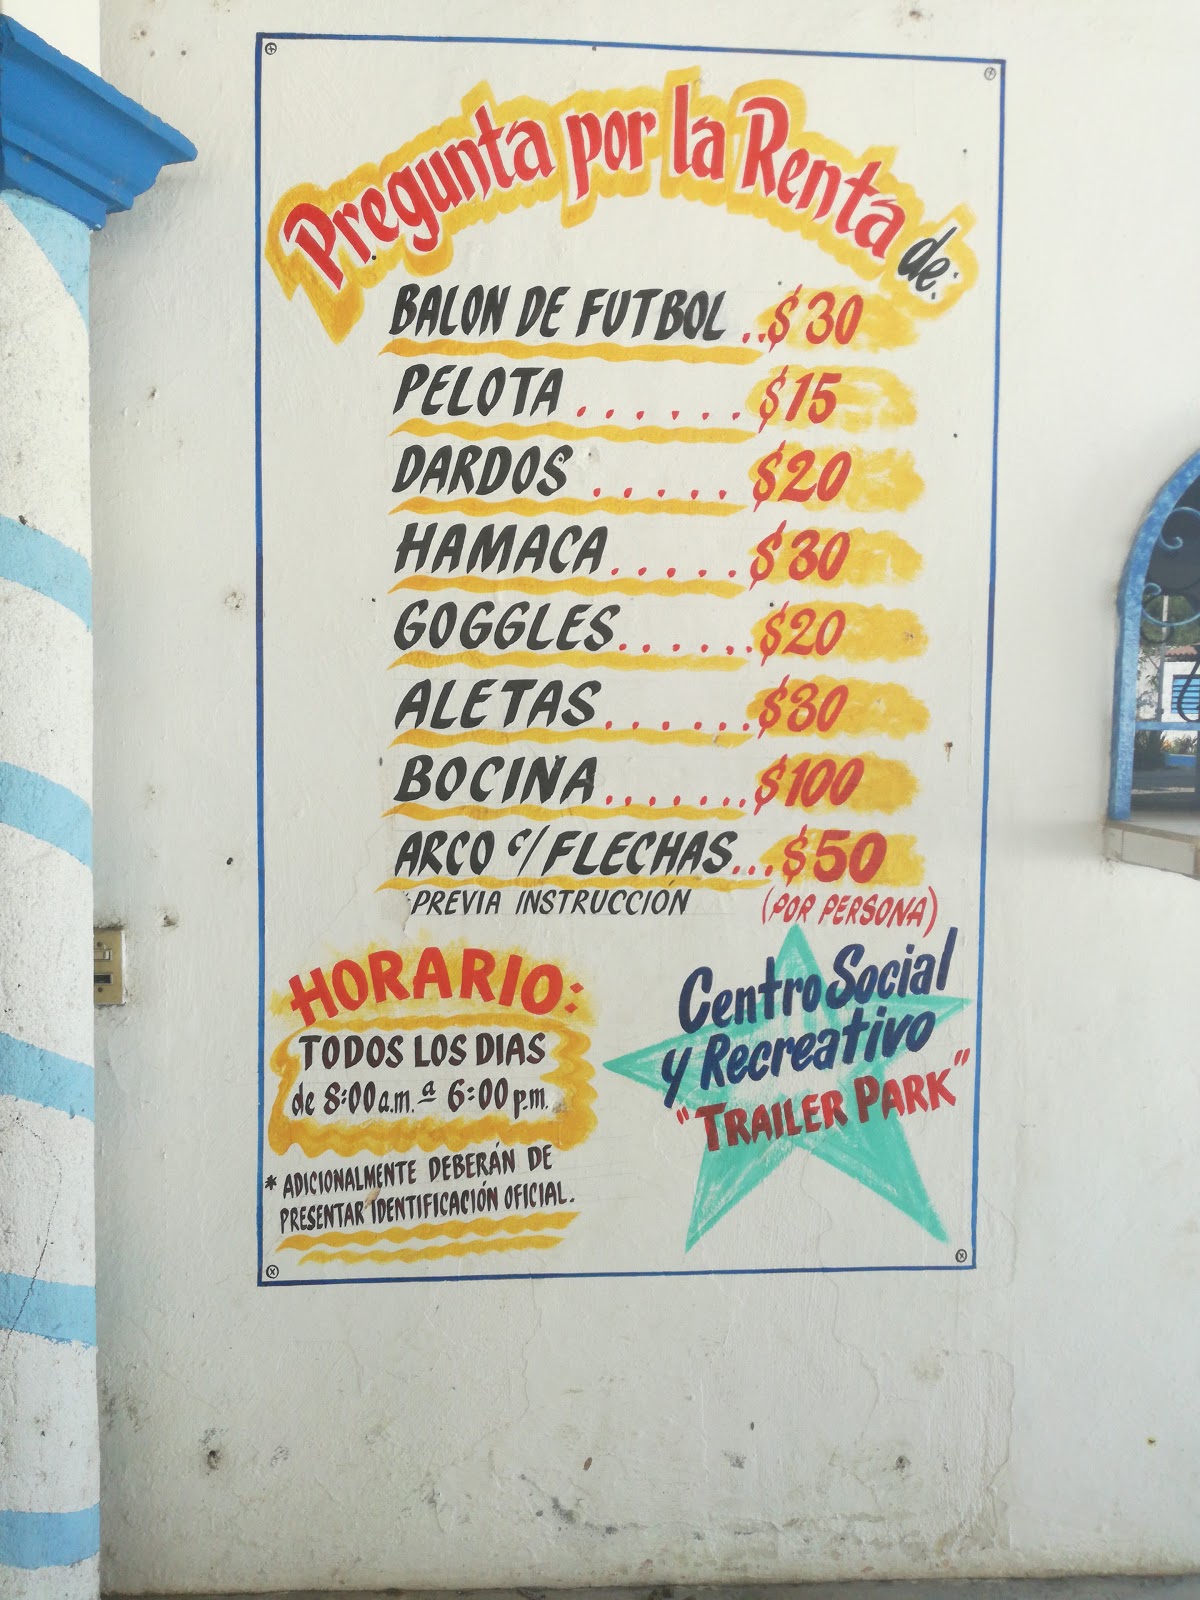 Pregunta por la Renta de:
BALON DE FUTBOL ..$30
PELOTA ......$15
DARDOS .....$20
HAMACA.....$30
GOGGLES......$20
ALETAS......$30
BOCINA.......$100
ARCO c/FLECHAS...$50
*PREVIA INSTRUCCIÓN (POR PERSONA)
HORARIO:
TODOS LOS DIAS
de 8:00 a.m. a 6:00 p.m.
* ADICIONALMENTE DEBERÁN DE
PRESENTAR IDENTIFICACIÓN OFICIAL.
Centro Social
y Recreativo
"TRAILER PARK"